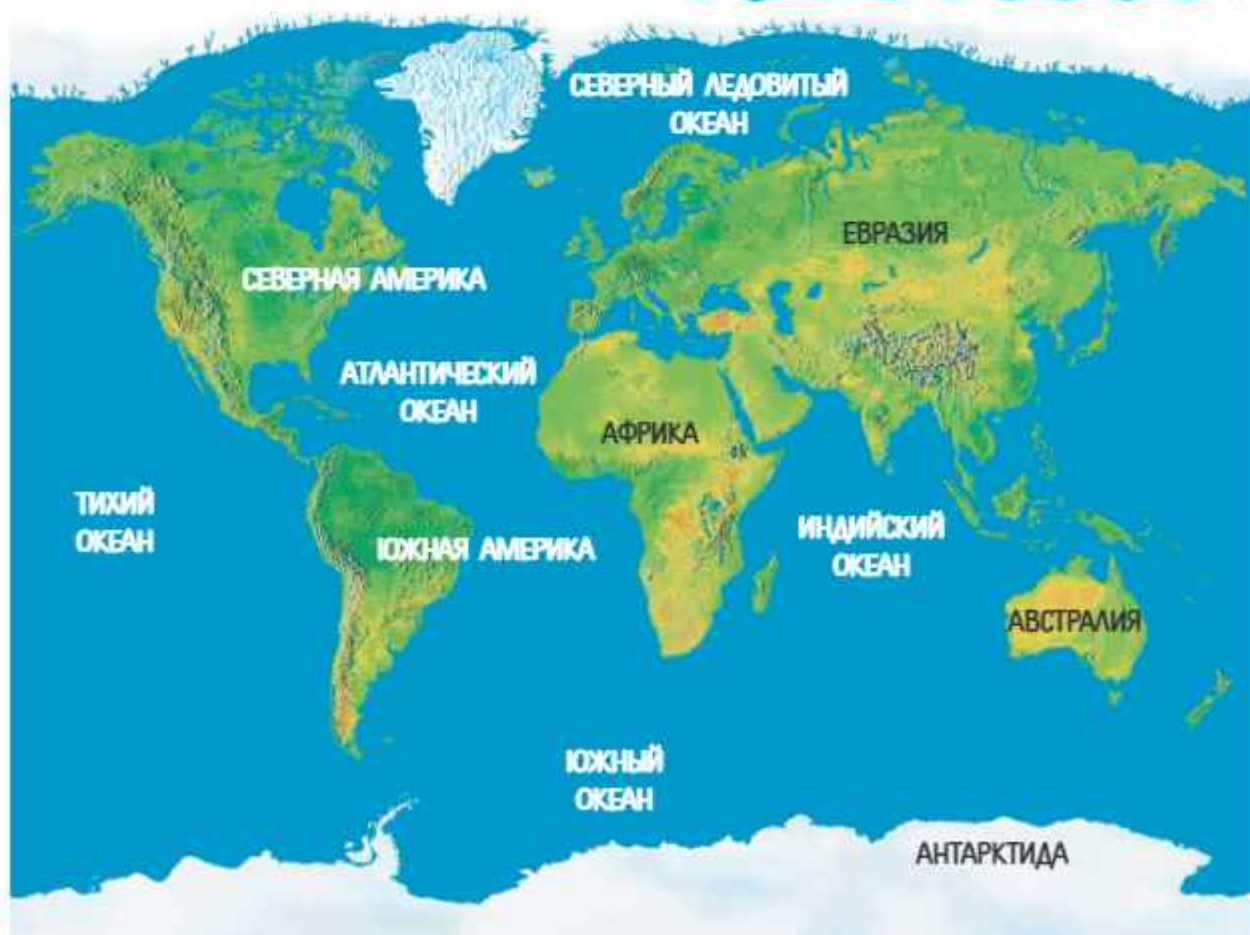 СЕВЕРНЫЙ ЛЕДОВИТЫЙ
ОКЕАН
ЕВРАЗИЯ
СЕВЕРНАЯ АМЕРИКА
АТЛАНТИЧЕСКИЙ
ОКЕАН
АФРИКА
ТИХИЙ
ОКЕАН
ЮЖНАЯ АМЕРИКА
ИНДИЙСКИЙ
ОКЕАН
АВСТРАЛИЯ
ЮЖНЫЙ
ОКЕАН
АНТАРКТИДА